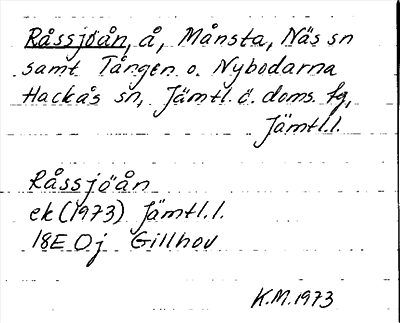 Råssjöån, å, Månsta, Näs sn
samt Tången o. Nybodarna
Hackås sn, Jämtl. ö. doms. fg,
Jämtl.l.
Råssjöån
ek (1973) Jämtl.l.
18E 0j Gillhov
K.M. 1973